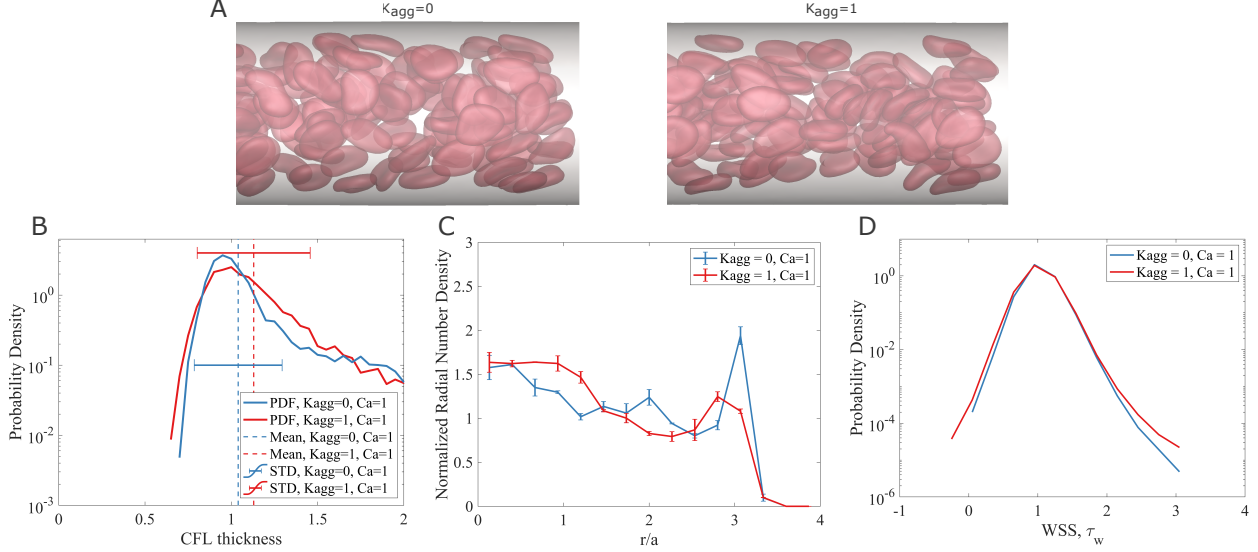 A
Kagg=0
Kagg=1
B
Probability Density
10^0
10^-1
10^-2
10^-3
0
0.5
1
1.5
2
CFL thickness
PDF, Kagg=0, Ca=1
PDF, Kagg=1, Ca=1
Mean, Kagg=0, Ca=1
Mean, Kagg=1, Ca=1
STD, Kagg=0, Ca=1
STD, Kagg=1, Ca=1
C
Normalized Radial Number Density
3
2.5
2
1.5
1
0.5
0
0
1
2
3
4
r/a
Kagg = 0, Ca=1
Kagg = 1, Ca=1
D
Probability Density
10^0
10^-2
10^-4
10^-6
-1
0
1
2
3
4
WSS, τw
Kagg = 0, Ca = 1
Kagg = 1, Ca = 1